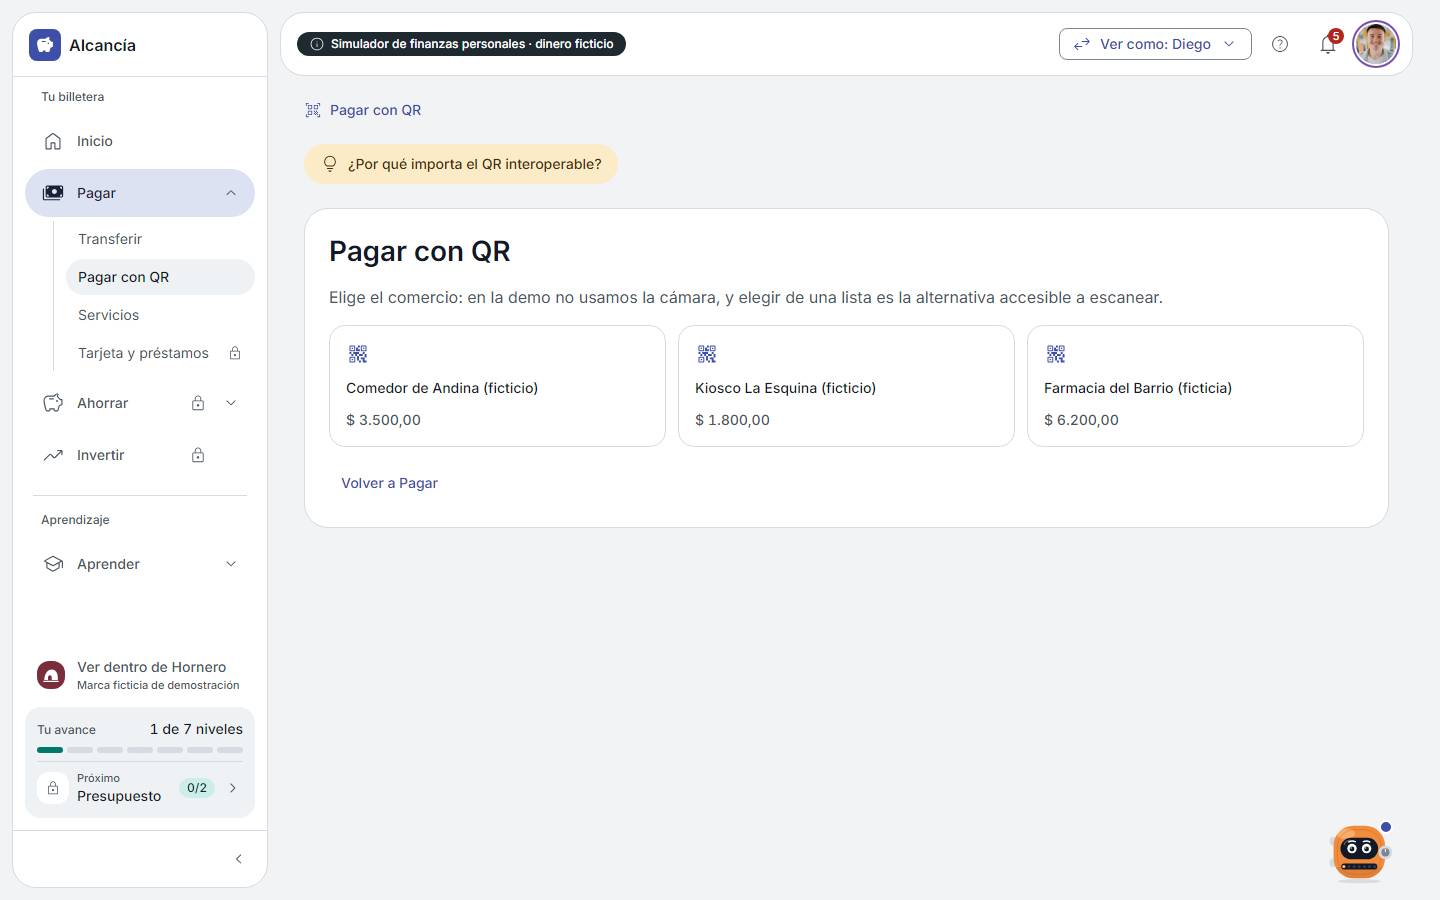 Alcancía
Tu billetera
Inicio
Pagar
Transferir
Pagar con QR
Servicios
Tarjeta y préstamos
Ahorrar
Invertir
Aprendizaje
Aprender
Ver dentro de Hornero
Marca ficticia de demostración
Tu avance 1 de 7 niveles
Próximo
Presupuesto 0/2
Simulador de finanzas personales · dinero ficticio
Ver como: Diego
5
Pagar con QR
¿Por qué importa el QR interoperable?
Pagar con QR
Elige el comercio: en la demo no usamos la cámara, y elegir de una lista es la alternativa accesible a escanear.
Comedor de Andina (ficticio)
$ 3.500,00
Kiosco La Esquina (ficticio)
$ 1.800,00
Farmacia del Barrio (ficticia)
$ 6.200,00
Volver a Pagar